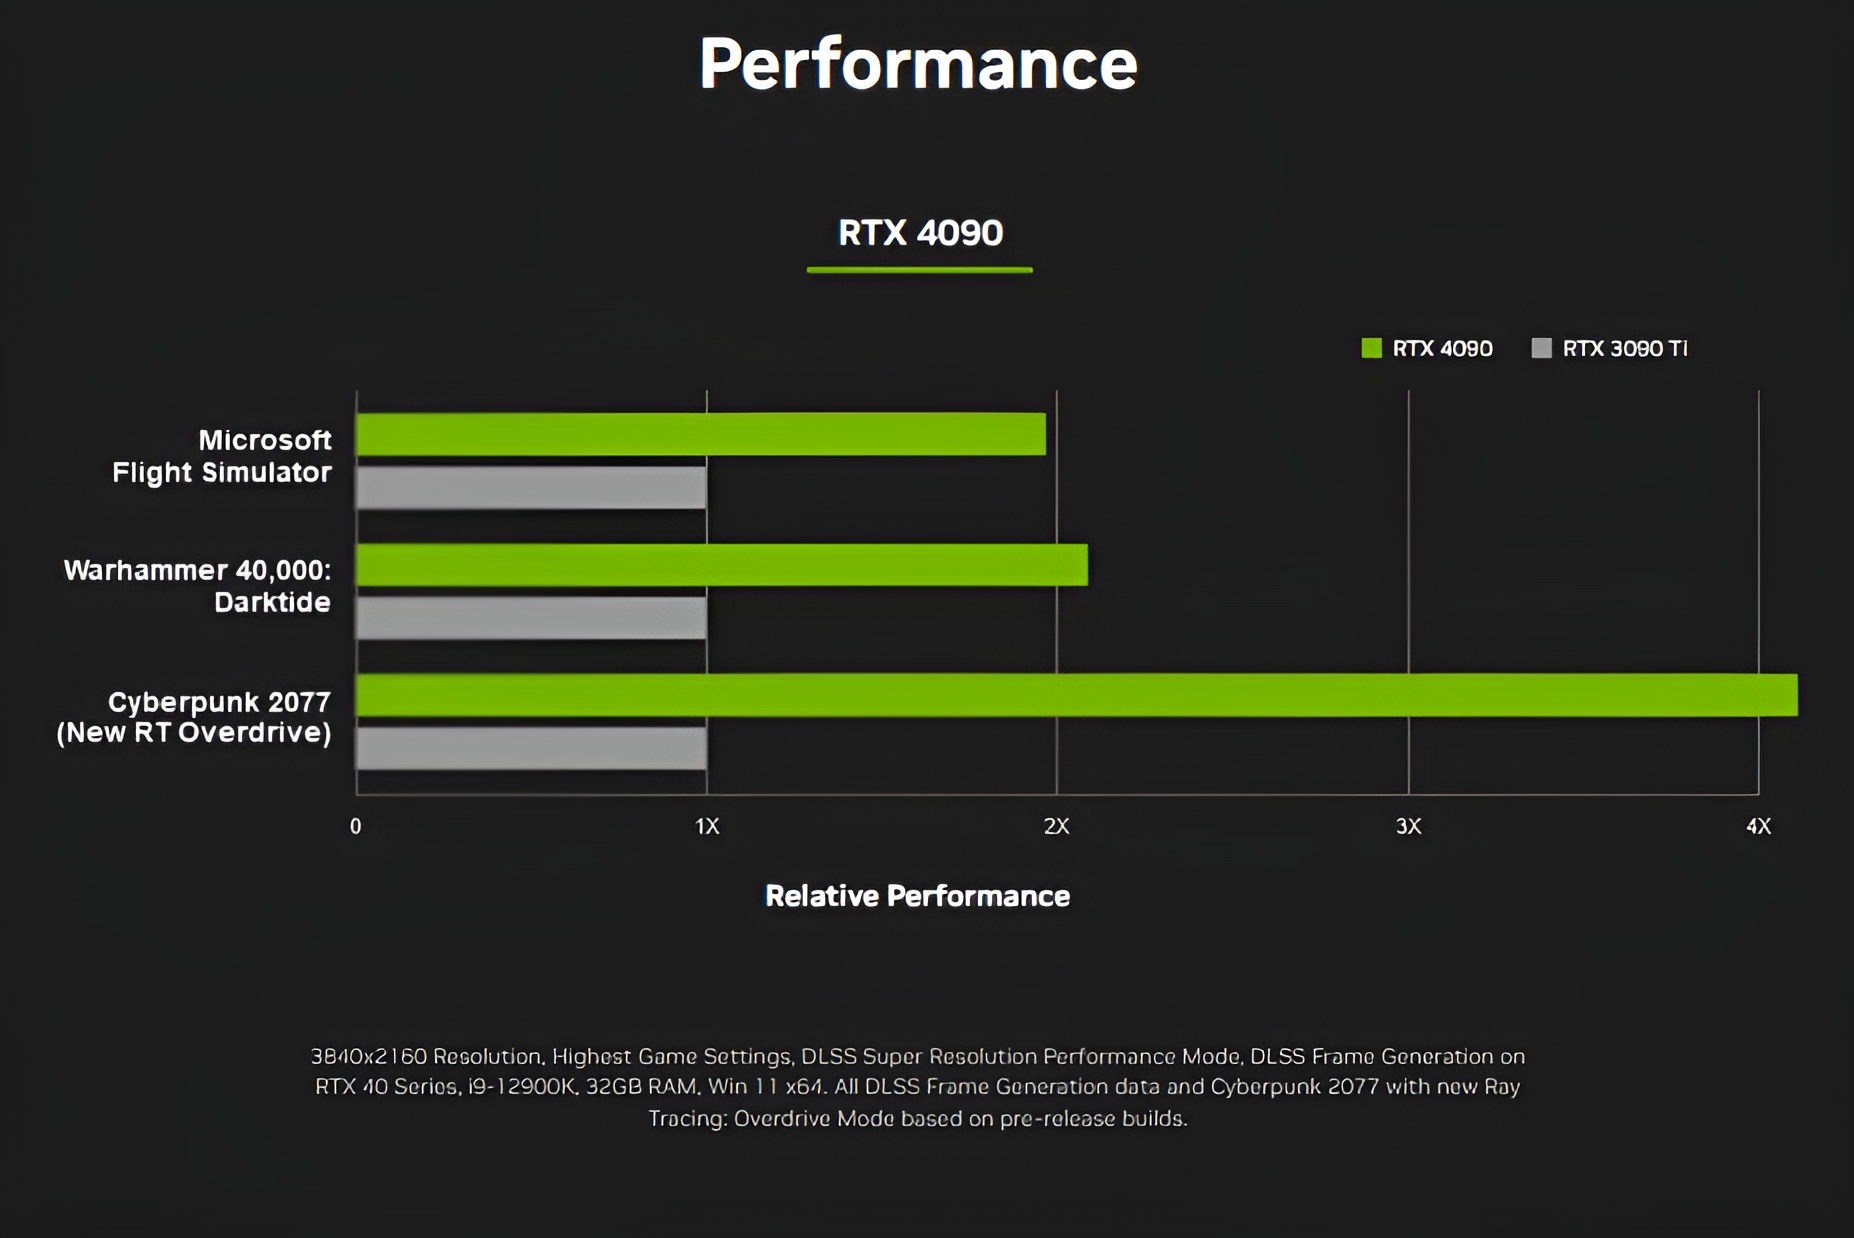 Performance
RTX 4090
RTX 4090
RTX 3090 Ti
Microsoft
Flight Simulator
Warhammer 40,000:
Darktide
Cyberpunk 2077
(New RT Overdrive)
0
1X
2X
3X
4X
Relative Performance
3840x2160 Resolution, Highest Game Settings, DLSS Super Resolution Performance Mode, DLSS Frame Generation on
RTX 40 Series, i9-12900K, 32GB RAM, Win 11 x64. All DLSS Frame Generation data and Cyberpunk 2077 with new Ray
Tracing: Overdrive Mode based on pre-release builds.